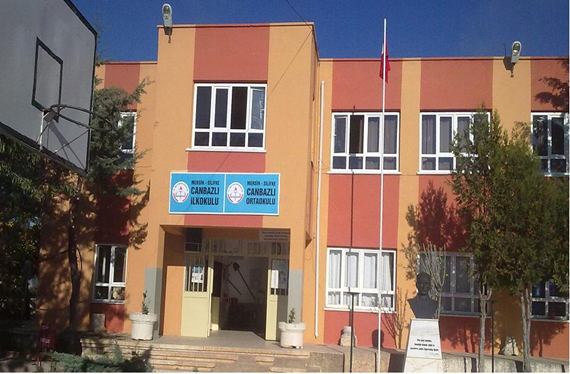 MERSİN - SİLİFKE
CANBAZLI
İLKOKULU
MERSİN - SİLİFKE
CANBAZLI
ORTAOKULU